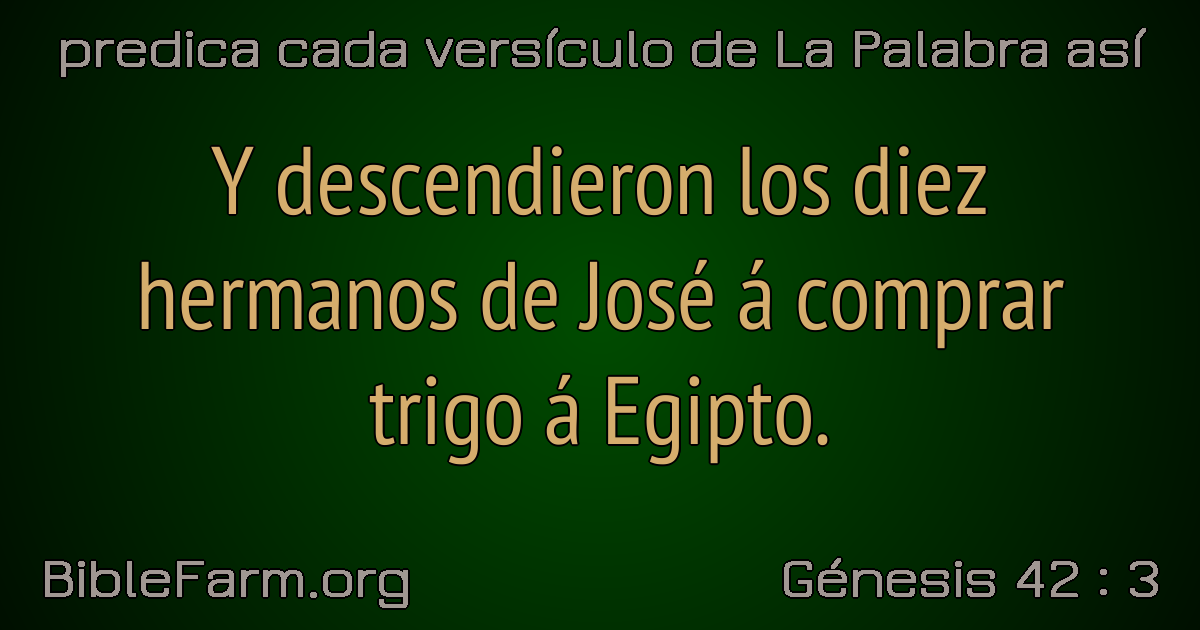 predica cada versículo de La Palabra así
Y descendieron los diez
hermanos de José á comprar
trigo á Egipto.
BibleFarm.org
Génesis 42 : 3